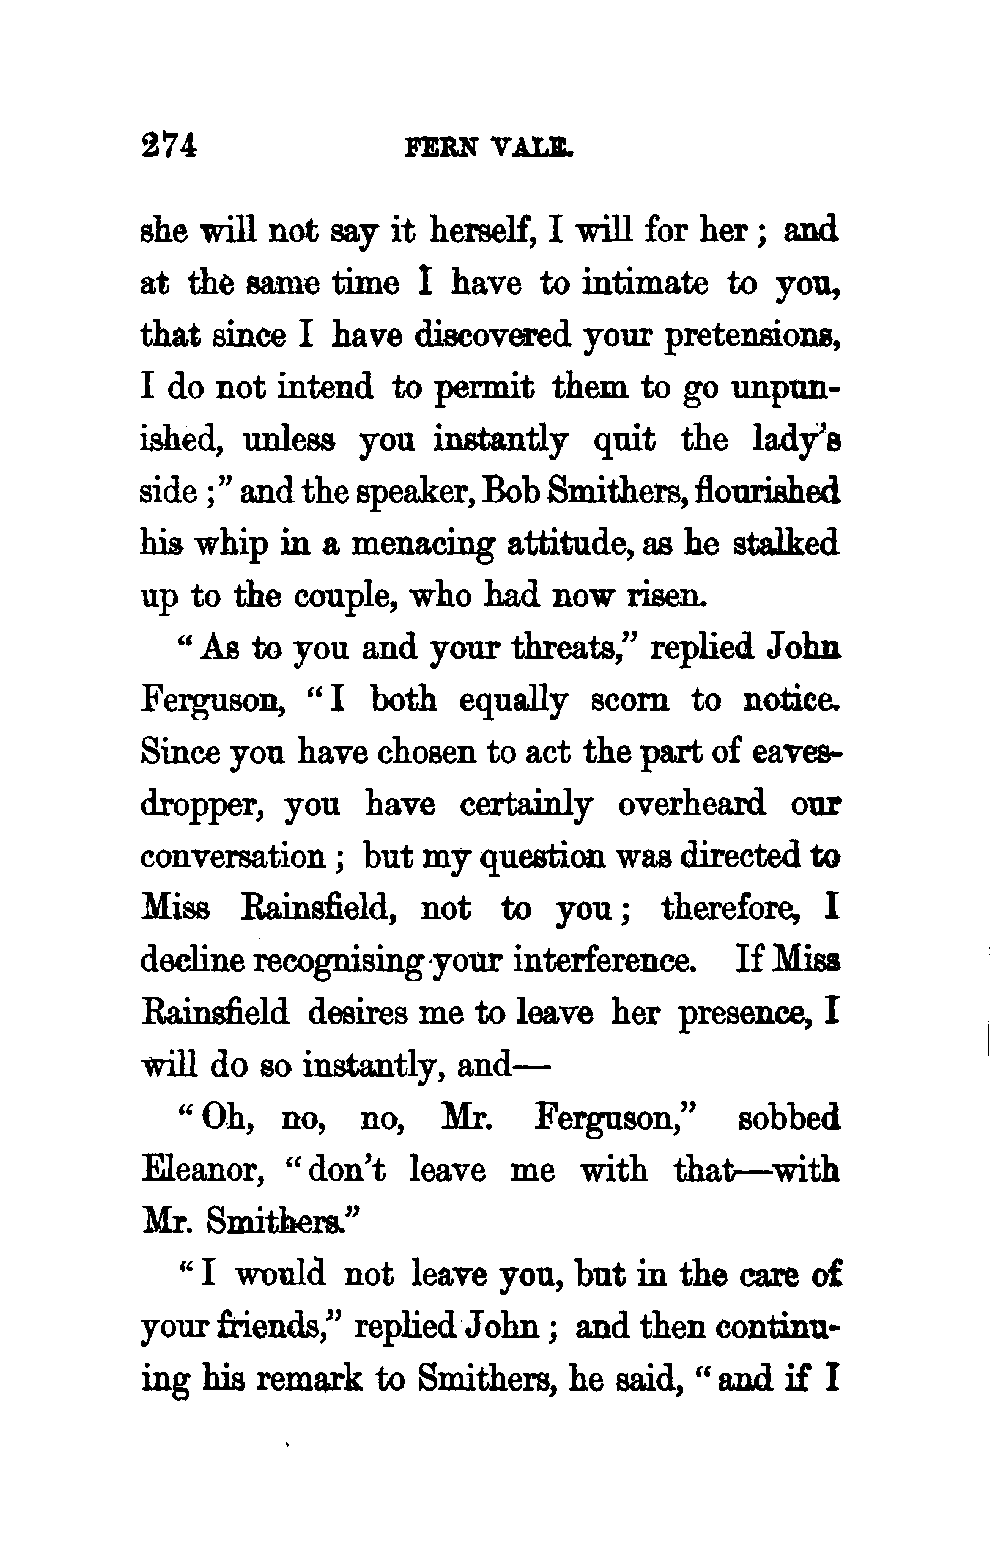 274 FERN VALE.
she will not say it herself, I will for her ; and
at the same time I have to intimate to you,
that since I have discovered your pretensions,
I do not intend to permit them to go unpun-
ished, unless you instantly quit the lady's
side ;" and the speaker, Bob Smithers, flourished
his whip in a menacing attitude, as he stalked
up to the couple, who had now risen.
" As to you and your threats," replied John
Ferguson, " I both equally scorn to notice.
Since you have chosen to act the part of eaves-
dropper, you have certainly overheard our
conversation ; but my question was directed to
Miss Rainsfield, not to you ; therefore, I
decline recognising your interference. If Miss
Rainsfield desires me to leave her presence, I
will do so instantly, and—
" Oh, no, no, Mr. Ferguson," sobbed
Eleanor, " don't leave me with that—with
Mr. Smithers."
" I would not leave you, but in the care of
your friends," replied John ; and then continu-
ing his remark to Smithers, he said, " and if I